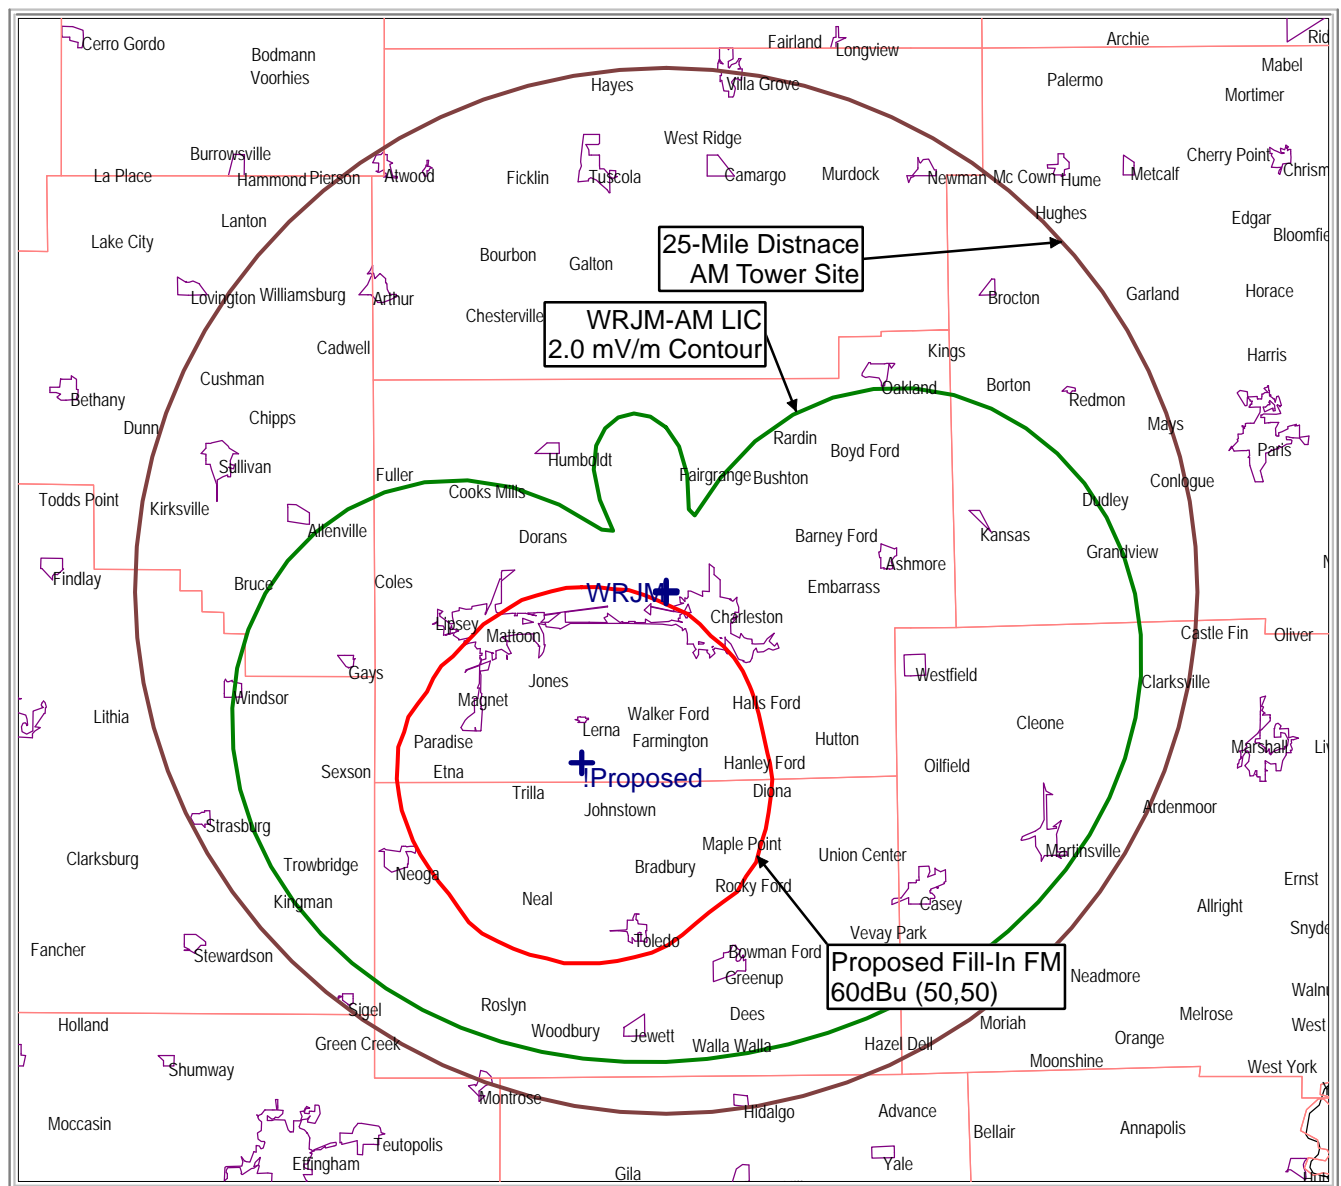 Cerro Gordo
Bodmann
Voorhies
Fairland
Longview
Archie
Mabel
Palermo
Mortimer
Hayes
Villa Grove
West Ridge
Burrowsville
La Place
Hammond
Pierson
Atwood
Ficklin
Tuscola
Camargo
Murdock
Newman
Mc Cown
Hume
Metcalf
Cherry Point
Chrism
Hughes
Edgar
Bloomfie
Lanton
Lake City
Bourbon
Galton
25-Mile Distnace
AM Tower Site
Lovington
Williamsburg
Arthur
Chesterville
Brocton
Garland
Horace
WRJM-AM LIC
2.0 mV/m Contour
Cadwell
Kings
Harris
Cushman
Bethany
Oakland
Borton
Redmon
Chipps
Dunn
Mays
Rardin
Boyd Ford
Paris
Sullivan
Fuller
Humboldt
Fairgrange
Bushton
Conlogue
Todds Point
Kirksville
Cooks Mills
Dudley
Allenville
Dorans
Barney Ford
Kansas
Grandview
Findlay
Bruce
Coles
Ashmore
Embarrass
WRJM
Charleston
Lipsey
Mattoon
Castle Fin
Oliver
Gays
Jones
Westfield
Windsor
Magnet
Halls Ford
Clarksville
Lithia
Walker Ford
Lerna
Farmington
Hutton
Cleone
Marshall
Paradise
Sexson
Etna
Hanley Ford
Oilfield
!Proposed
Trilla
Johnstown
Diona
Ardenmoor
Strasburg
Clarksburg
Trowbridge
Neoga
Maple Point
Bradbury
Union Center
Martinsville
Rocky Ford
Ernst
Kingman
Neal
Casey
Allright
Toledo
Vevay Park
Snyde
Fancher
Stewardson
Bowman Ford
Greenup
Proposed Fill-In FM
60dBu (50,50)
Neadmore
Walnu
Sigel
Roslyn
Dees
Moriah
Melrose
Holland
Woodbury
Jewett
Walla Walla
Hazel Dell
Orange
West
Green Creek
Shumway
Moonshine
West York
Montrose
Hidalgo
Advance
Moccasin
Teutopolis
Bellair
Annapolis
Effingham
Gila
Yale